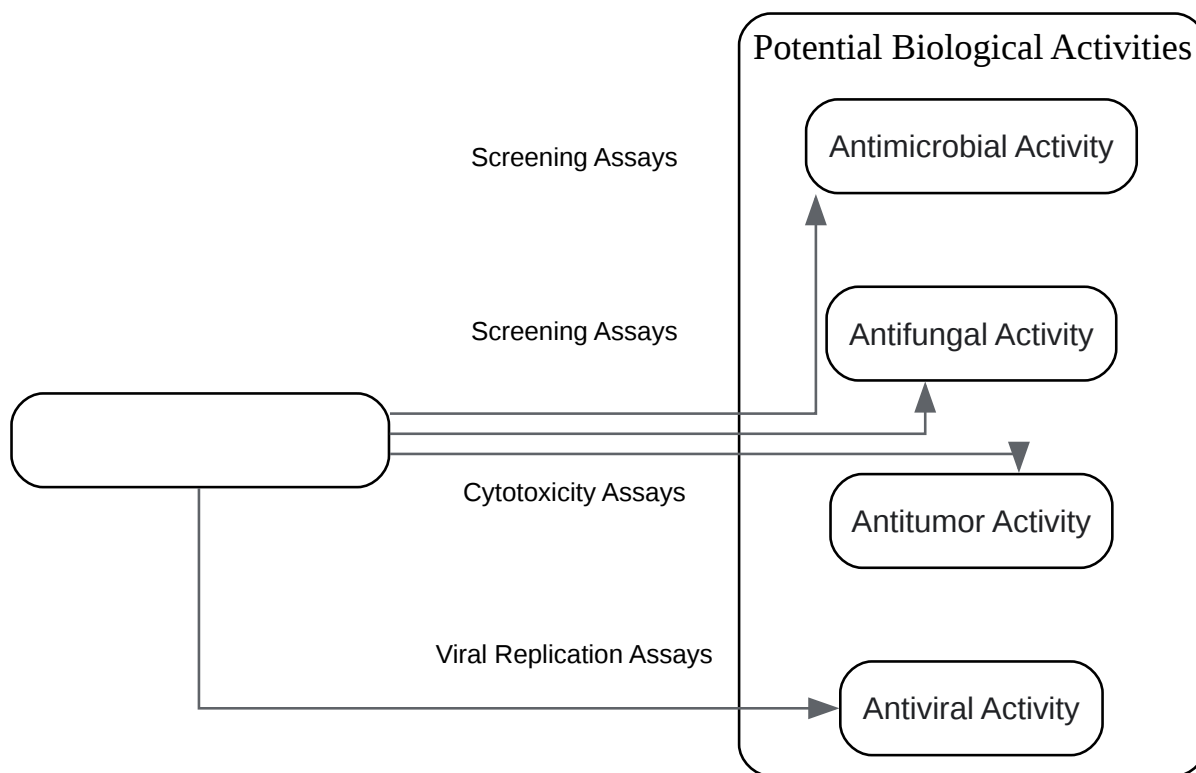 Potential Biological Activities
Screening Assays
Antimicrobial Activity
Screening Assays
Antifungal Activity
Cytotoxicity Assays
Antitumor Activity
Viral Replication Assays
Antiviral Activity